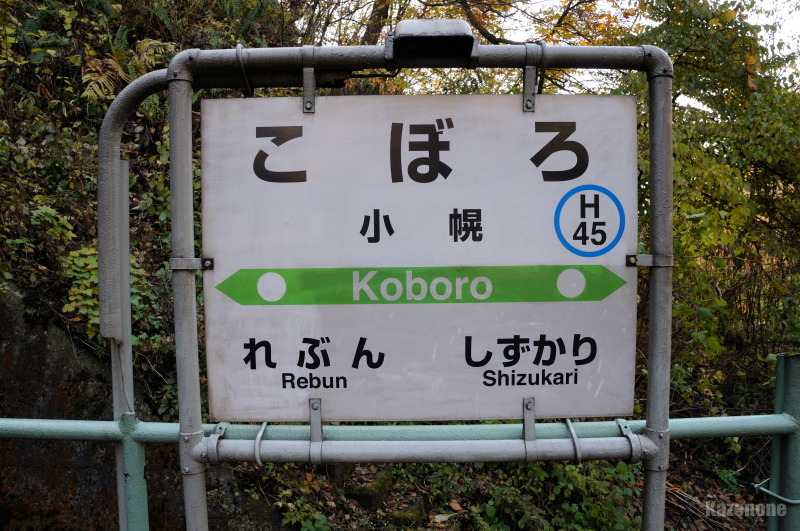 こぼろ
小幌
H
45
Koboro
れぶん しずかり
Rebun Shizukari
Kazenone